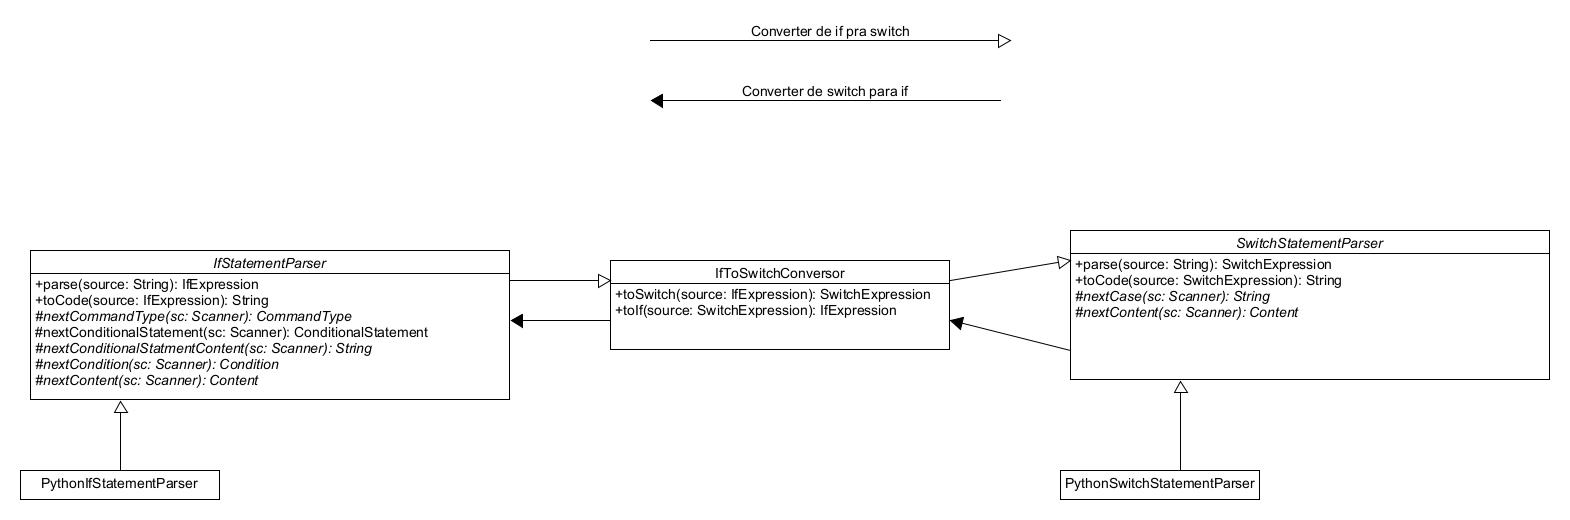 Converter de if pra switch
Converter de switch para if
IfStatementParser
+parse(source: String): IfExpression
+toCode(source: IfExpression): String
#nextCommandType(sc: Scanner): CommandType
#nextConditionalStatement(sc: Scanner): ConditionalStatement
#nextConditionalStatmentContent(sc: Scanner): String
#nextCondition(sc: Scanner): Condition
#nextContent(sc: Scanner): Content
IfToSwitchConversor
+toSwitch(source: IfExpression): SwitchExpression
+toIf(source: SwitchExpression): IfExpression
SwitchStatementParser
+parse(source: String): SwitchExpression
+toCode(source: SwitchExpression): String
#nextCase(sc: Scanner): String
#nextContent(sc: Scanner): Content
PythonIfStatementParser
PythonSwitchStatementParser